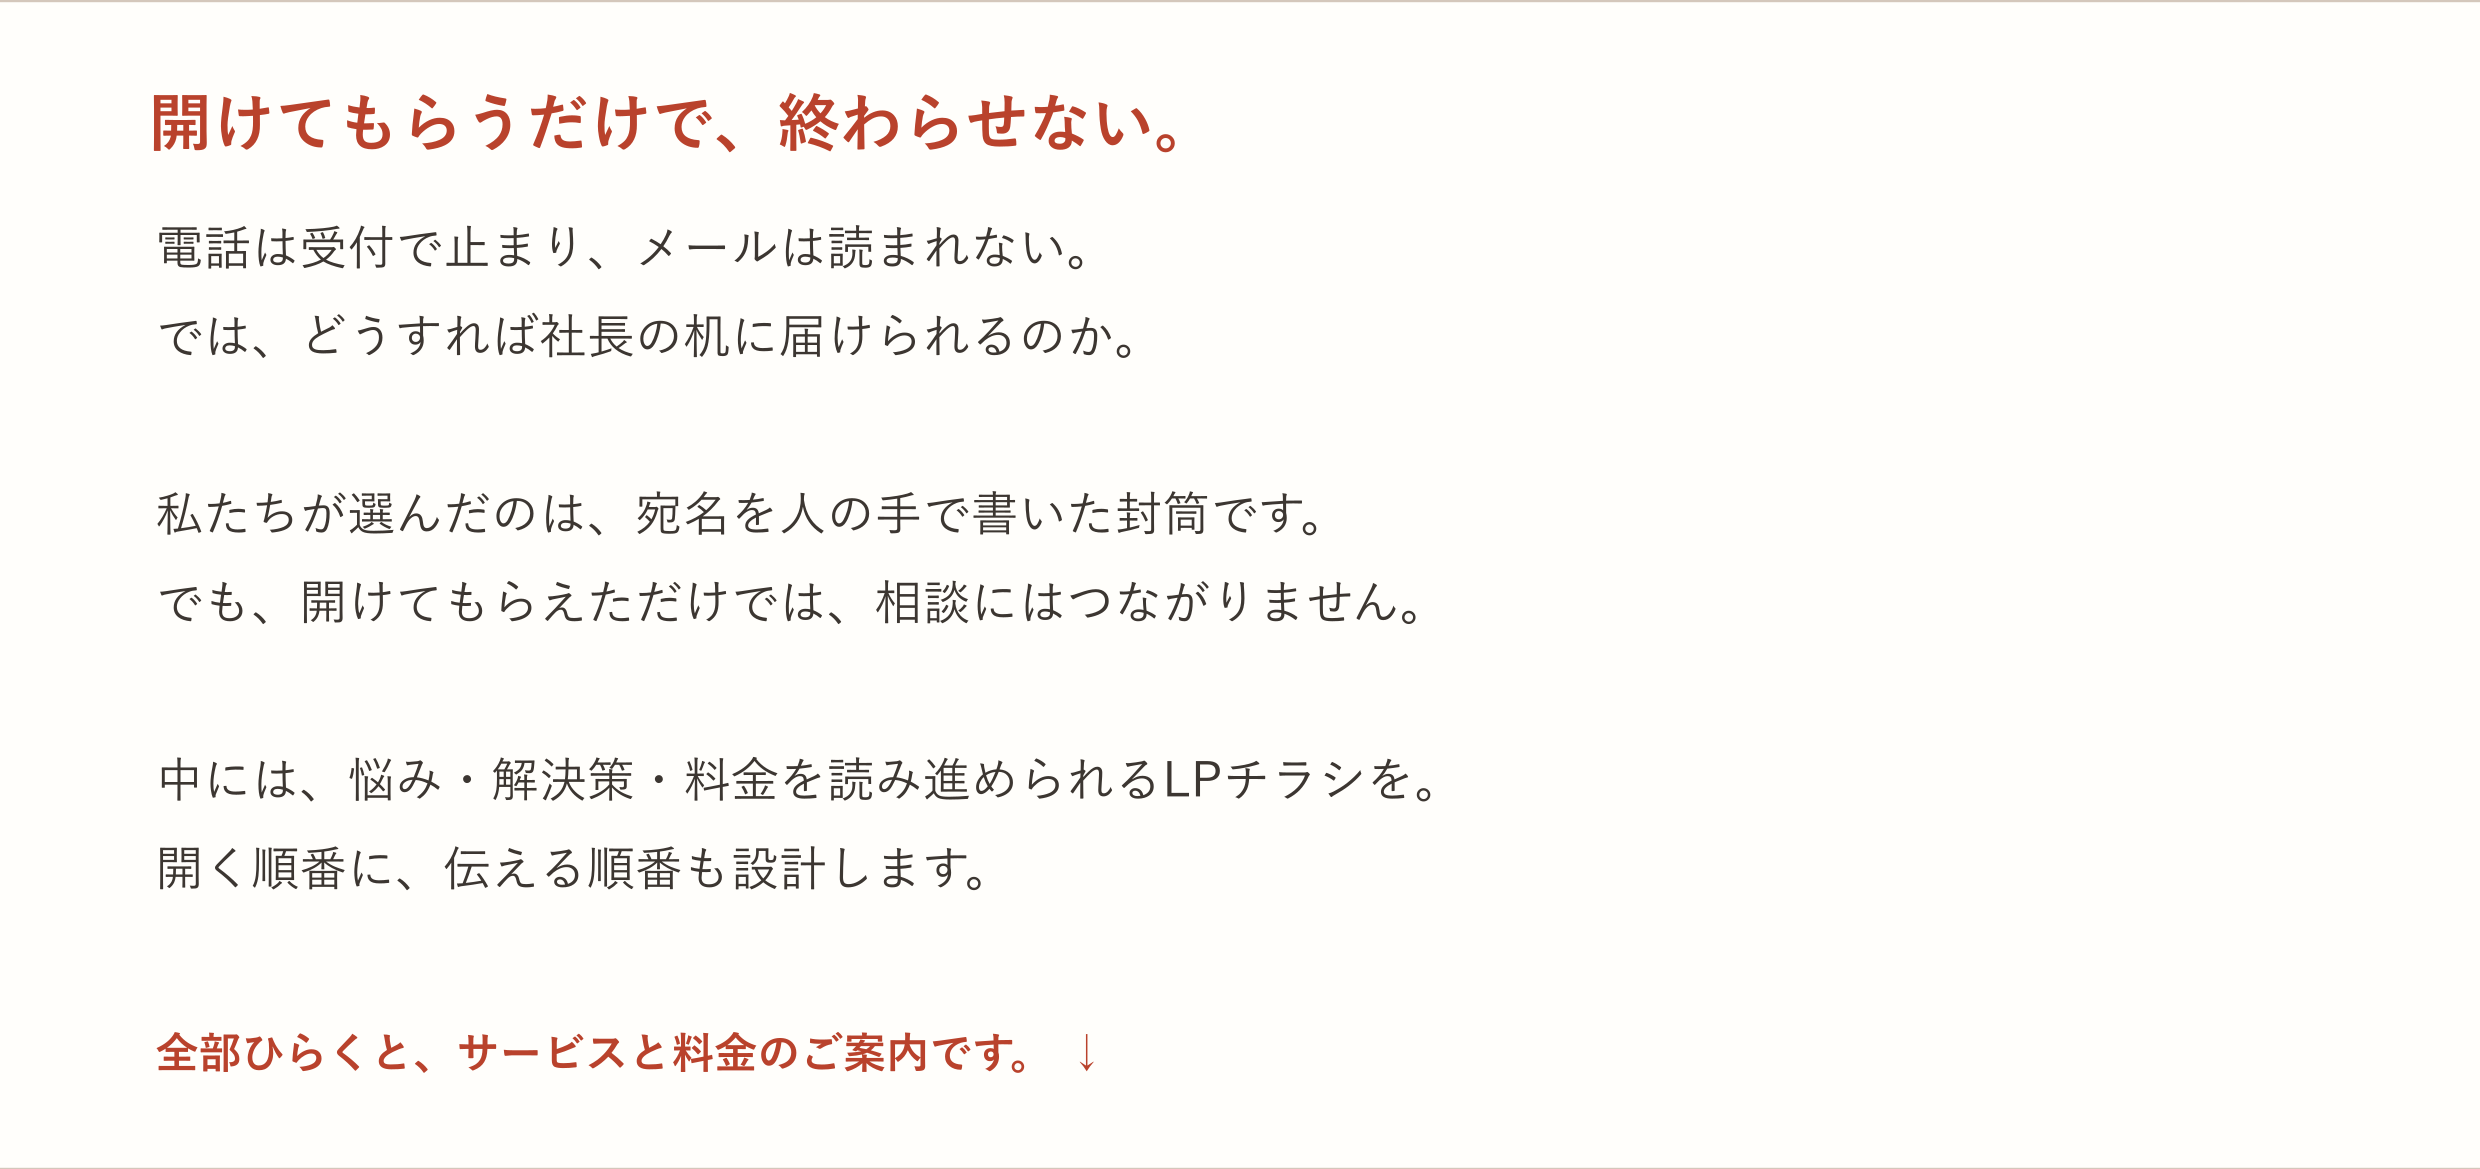 開けてもらうだけで、終わらせない。
電話は受付で止まり、メールは読まれない。
では、どうすれば社長の机に届けられるのか。
私たちが選んだのは、宛名を人の手で書いた封筒です。
でも、開けてもらえただけでは、相談にはつながりません。
中には、悩み・解決策・料金を読み進められるLPチラシを。
開く順番に、伝える順番も設計します。
全部ひらくと、サービスと料金のご案内です。 ↓